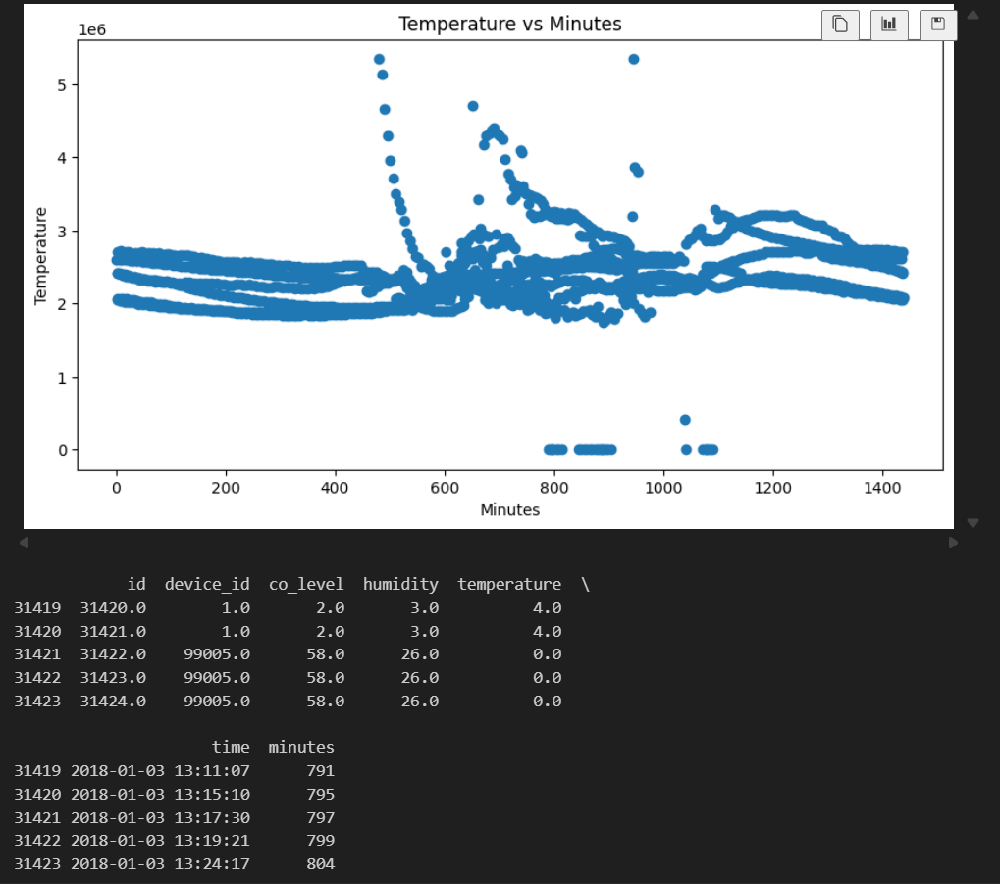 Temperature vs Minutes
1e6
5
4
3
2
1
0
Temperature
0 200 400 600 800 1000 1200 1400
Minutes
id device_id co_level humidity temperature \
31419 31420.0 1.0 2.0 3.0 4.0
31420 31421.0 1.0 2.0 3.0 4.0
31421 31422.0 99005.0 58.0 26.0 0.0
31422 31423.0 99005.0 58.0 26.0 0.0
31423 31424.0 99005.0 58.0 26.0 0.0
time minutes
31419 2018-01-03 13:11:07 791
31420 2018-01-03 13:15:10 795
31421 2018-01-03 13:17:30 797
31422 2018-01-03 13:19:21 799
31423 2018-01-03 13:24:17 804